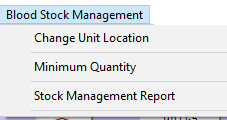 Blood Stock Management
Change Unit Location
Minimum Quantity
Stock Management Report